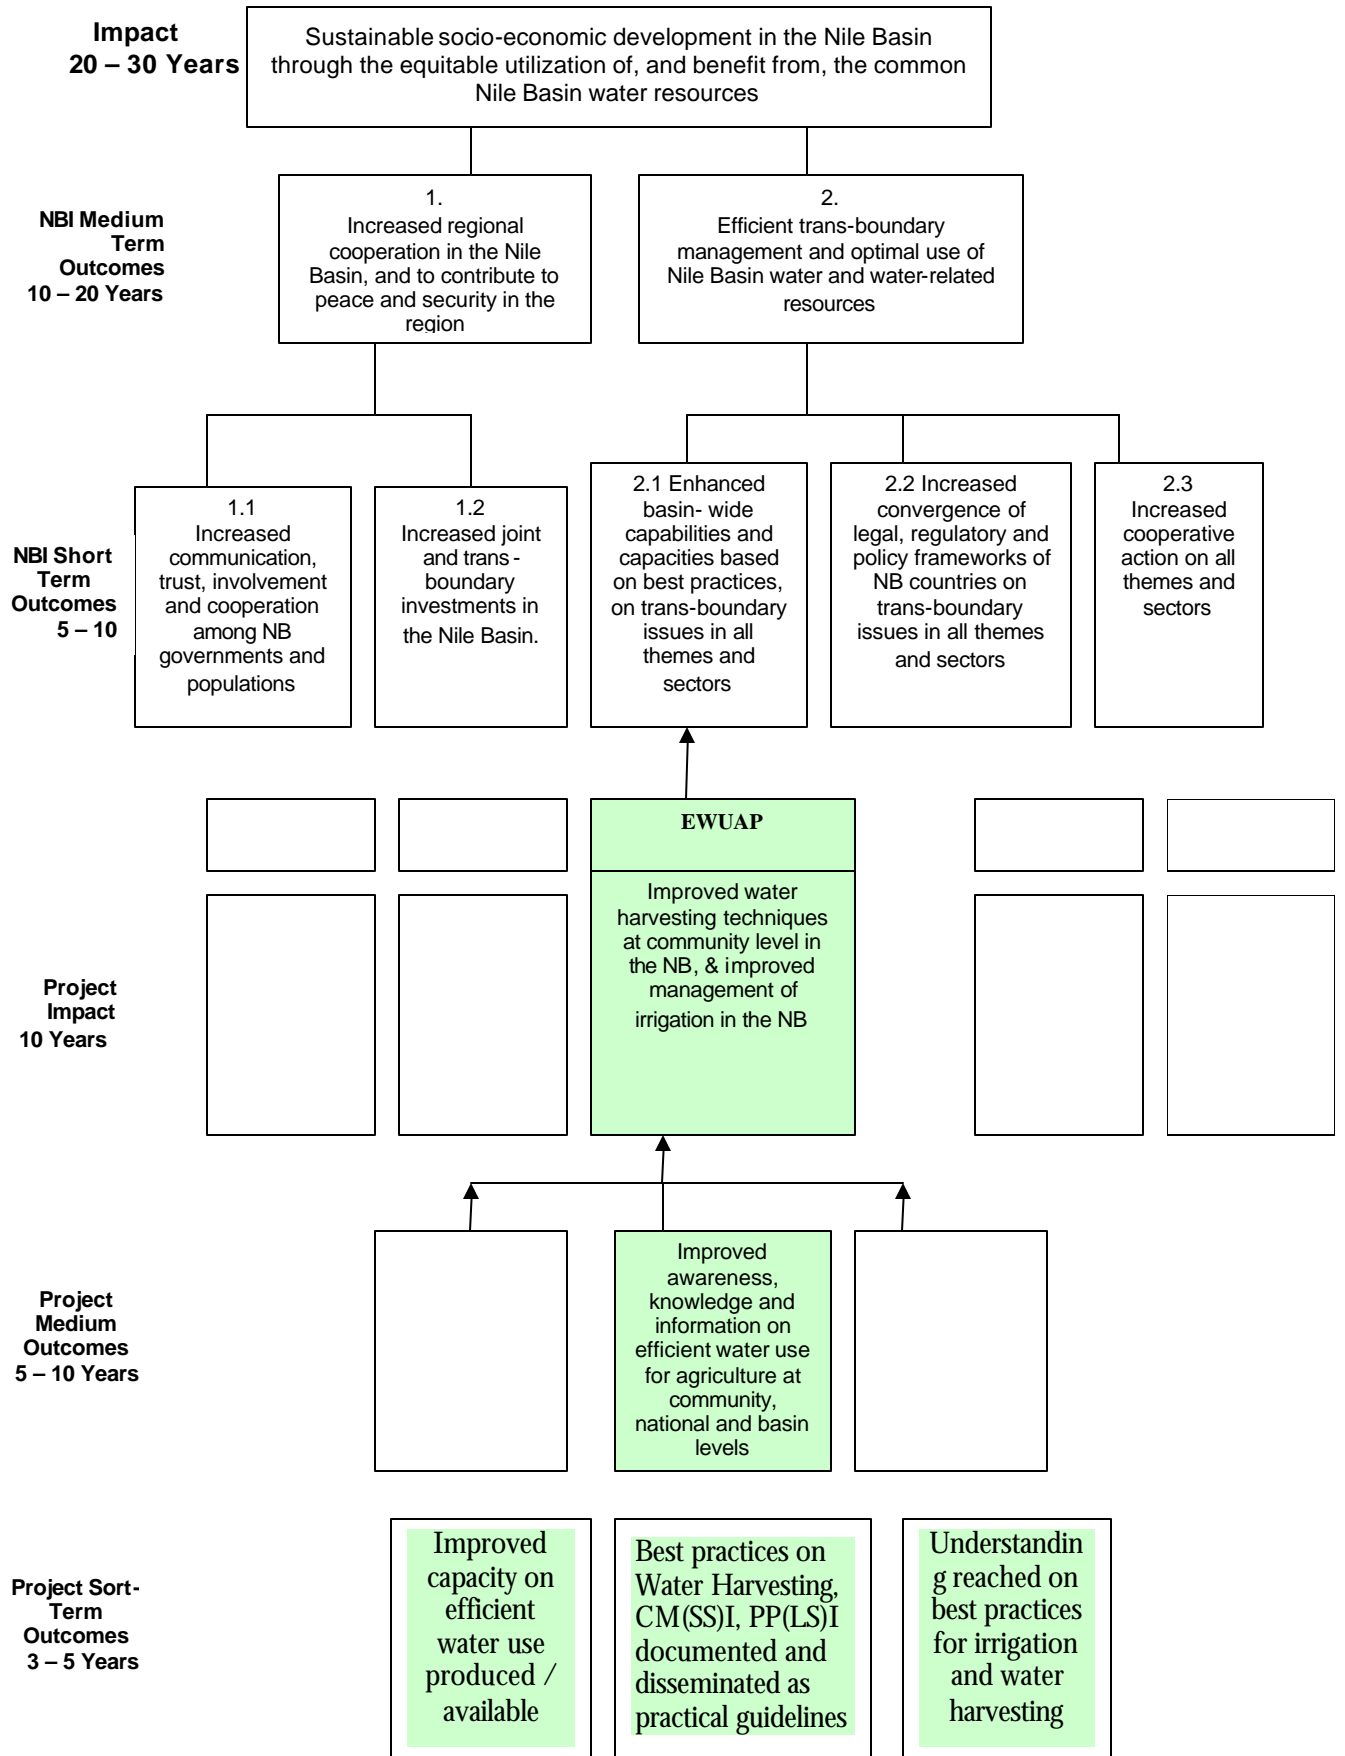 Impact
20 – 30 Years
Sustainable socio-economic development in the Nile Basin
through the equitable utilization of, and benefit from, the common
Nile Basin water resources
NBI Medium
Term
Outcomes
10 – 20 Years
1.
Increased regional
cooperation in the Nile
Basin, and to contribute to
peace and security in the
region
2.
Efficient trans-boundary
management and optimal use of
Nile Basin water and water-related
resources
NBI Short
Term
Outcomes
5 – 10
1.1
Increased
communication,
trust, involvement
and cooperation
among NB
governments and
populations
1.2
Increased joint
and trans-
boundary
investments in
the Nile Basin.
2.1 Enhanced
basin- wide
capabilities and
capacities based
on best practices,
on trans-boundary
issues in all
themes and
sectors
2.2 Increased
convergence of
legal, regulatory and
policy frameworks of
NB countries on
trans-boundary
issues in all themes
and sectors
2.3
Increased
cooperative
action on all
themes and
sectors
EWUAP
Project
Impact
10 Years
Improved water
harvesting techniques
at community level in
the NB, & improved
management of
irrigation in the NB
Project
Medium
Outcomes
5 – 10 Years
Improved
awareness,
knowledge and
information on
efficient water use
for agriculture at
community,
national and basin
levels
Project Sort-
Term
Outcomes
3 – 5 Years
Improved
capacity on
efficient
water use
produced /
available
Best practices on
Water Harvesting,
CM(SS)I, PP(LS)I
documented and
disseminated as
practical guidelines
Understandin
g reached on
best practices
for irrigation
and water
harvesting